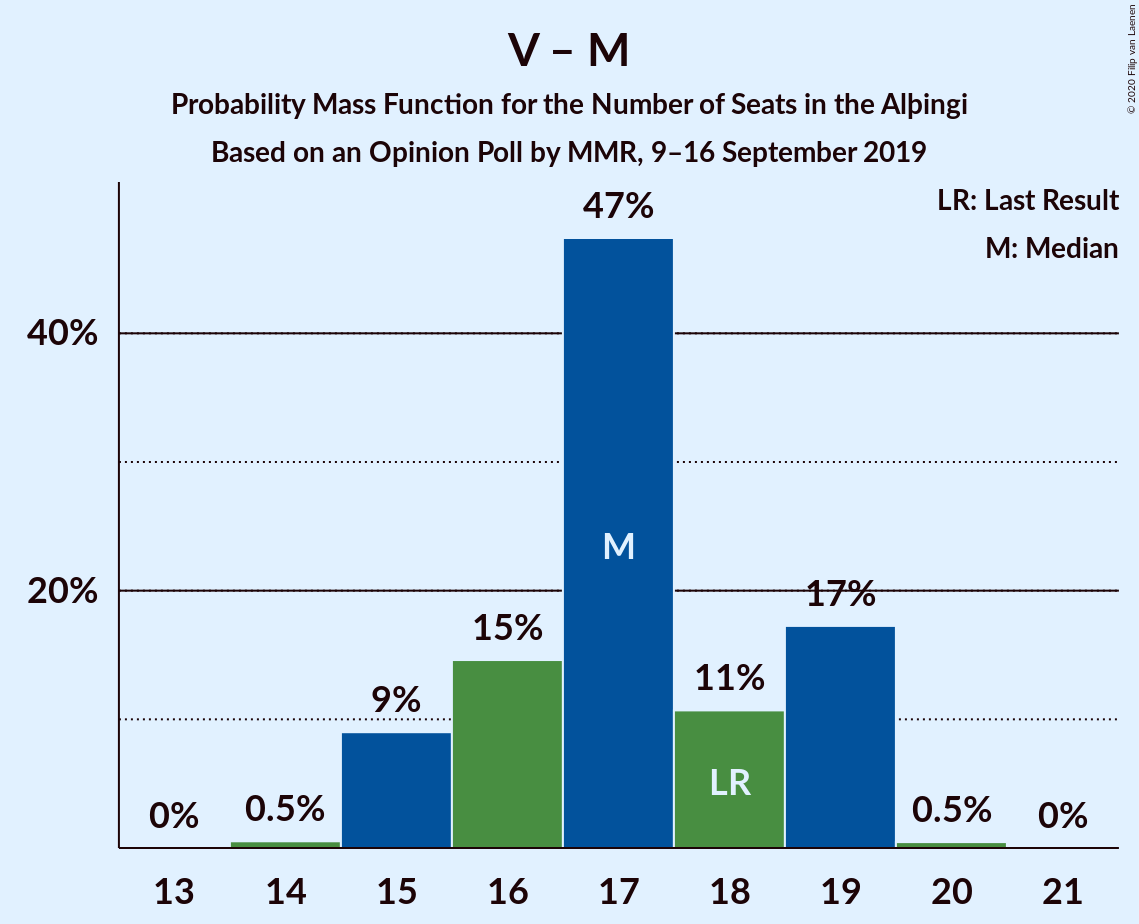 V – M
Probability Mass Function for the Number of Seats in the Alþingi
Based on an Opinion Poll by MMR, 9–16 September 2019
© 2020 Filip van Laenen
LR: Last Result
M: Median
47%
40%
M
20%
17%
15%
11%
9%
LR
0%
0.5%
0.5%
0%
13 14 15 16 17 18 19 20 21